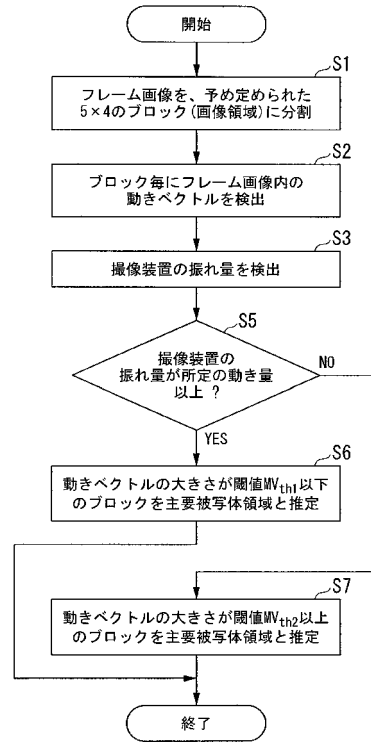 開始
S1
フレーム画像を、予め定められた
5×4のブロック(画像領域)に分割
S2
ブロック毎にフレーム画像内の
動きベクトルを検出
S3
撮像装置の振れ量を検出
S5
撮像装置の
振れ量が所定の動き量
以上 ?
NO
YES
S6
動きベクトルの大きさが閾値MVth1以下
のブロックを主要被写体領域と推定
S7
動きベクトルの大きさが閾値MVth2以上
のブロックを主要被写体領域と推定
終了